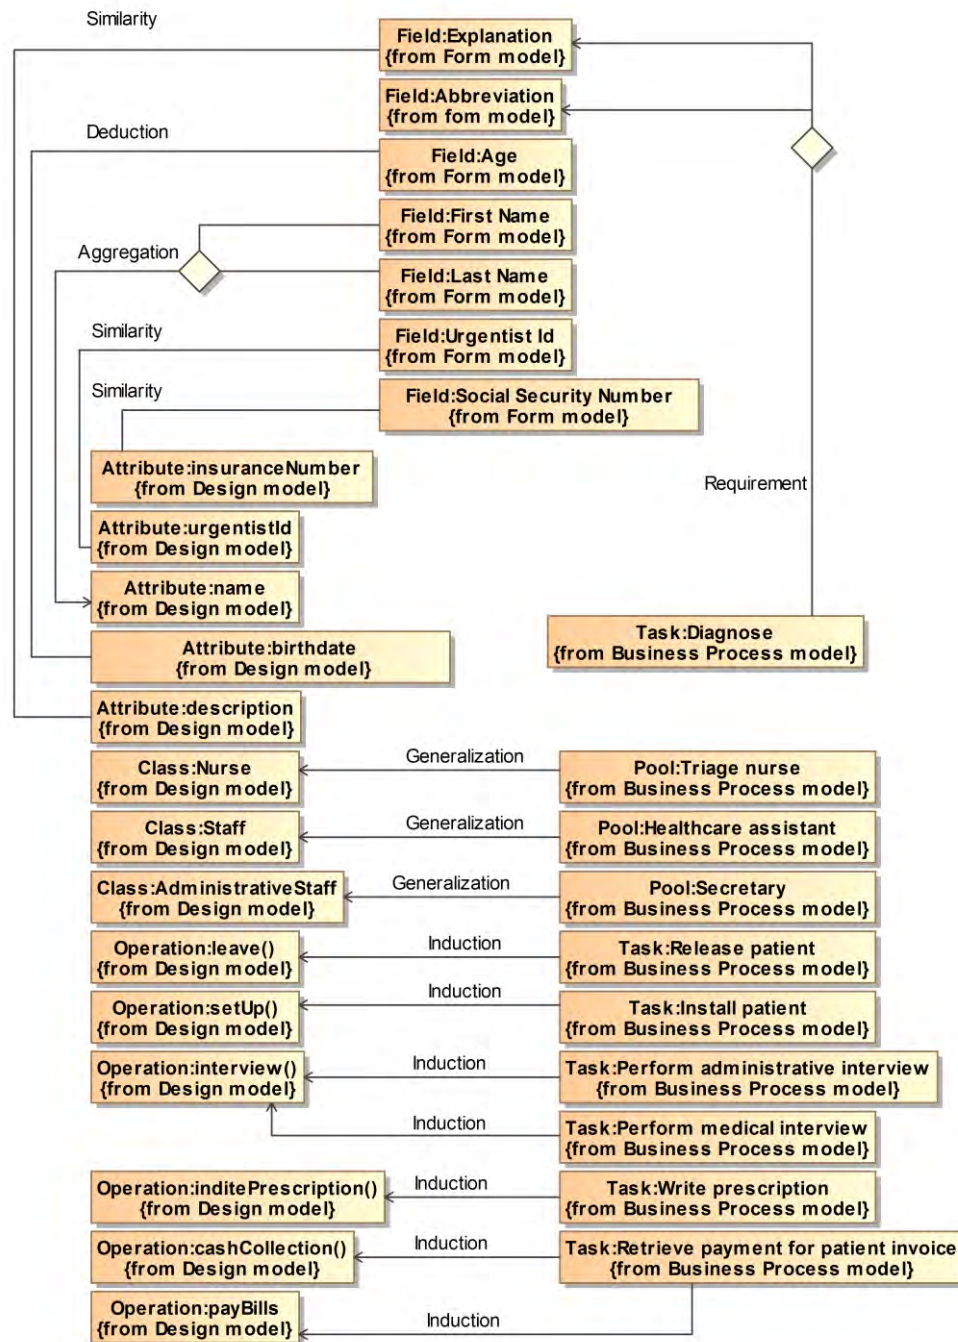 Similarity
Field:Explanation
{from Form model}
Field:Abbreviation
{from fom model}
Deduction
Field:Age
{from Form model}
Field:First Name
{from Form model}
Aggregation
Field:Last Name
{from Form model}
Similarity
Field:Urgentist Id
{from Form model}
Similarity
Field:Social Security Number
{from Form model}
Attribute:insuranceNumber
{from Design model}
Requirement
Attribute:urgentistId
{from Design model}
Attribute:name
{from Design model}
Task:Diagnose
{from Business Process model}
Attribute:birthdate
{from Design model}
Attribute:description
{from Design model}
Class:Nurse
{from Design model}
Generalization
Pool:Triage nurse
{from Business Process model}
Class:Staff
{from Design model}
Generalization
Pool:Healthcare assistant
{from Business Process model}
Class:AdministrativeStaff
{from Design model}
Generalization
Pool:Secretary
{from Business Process model}
Operation:leave()
{from Design model}
Induction
Task:Release patient
{from Business Process model}
Operation:setUp()
{from Design model}
Induction
Task:Install patient
{from Business Process model}
Operation:interview()
{from Design model}
Induction
Task:Perform administrative interview
{from Business Process model}
Induction
Task:Perform medical interview
{from Business Process model}
Operation:inditePrescription()
{from Design model}
Induction
Task:Write prescription
{from Business Process model}
Operation:cashCollection()
{from Design model}
Induction
Task:Retrieve payment for patient invoice
{from Business Process model}
Operation:payBills
{from Design model}
Induction